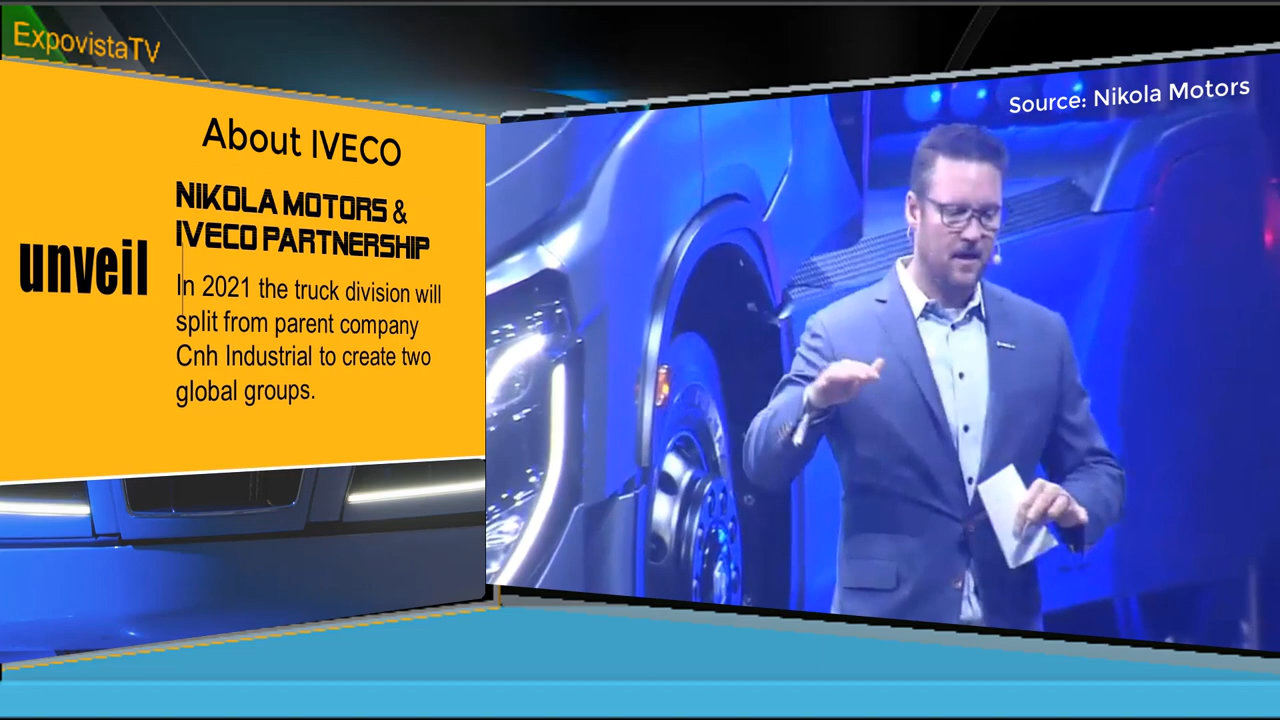 ExpovistaTV
About IVECO
NIKOLA MOTORS &
IVECO PARTNERSHIP
unveil
In 2021 the truck division will
split from parent company
Cnh Industrial to create two
global groups.
Source: Nikola Motors